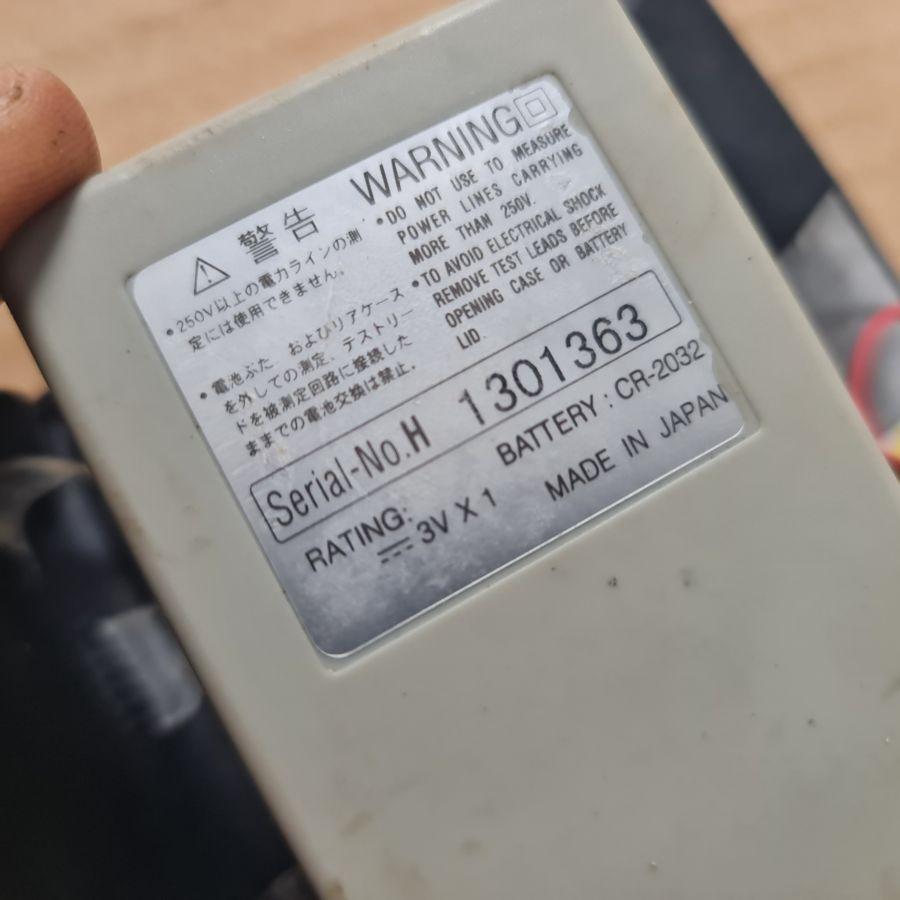 警告
• 250V以上の電力ラインの測
定には使用できません。
• 電池ぶた、およびリアケース
を外しての測定、テストリー
ドを被測定回路に接続した
ままでの電池交換は禁止。
WARNING
• DO NOT USE TO MEASURE
POWER LINES CARRYING
MORE THAN 250V.
• TO AVOID ELECTRICAL SHOCK
REMOVE TEST LEADS BEFORE
OPENING CASE OR BATTERY
LID.
Serial-No.H 1301363
RATING: BATTERY : CR-2032
3V X 1 MADE IN JAPAN